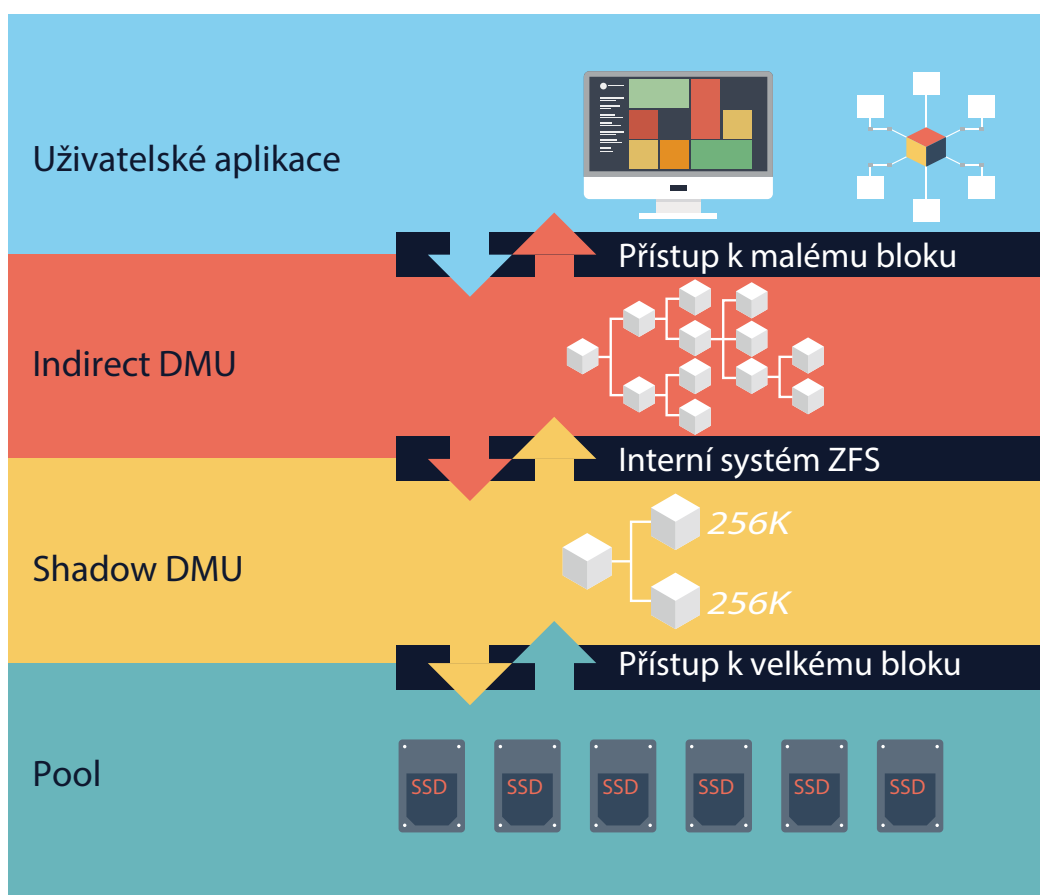 Uživatelské aplikace
Přístup k malému bloku
Indirect DMU
Interní systém ZFS
256K
Shadow DMU
256K
Přístup k velkému bloku
Pool
SSD SSD SSD SSD SSD SSD